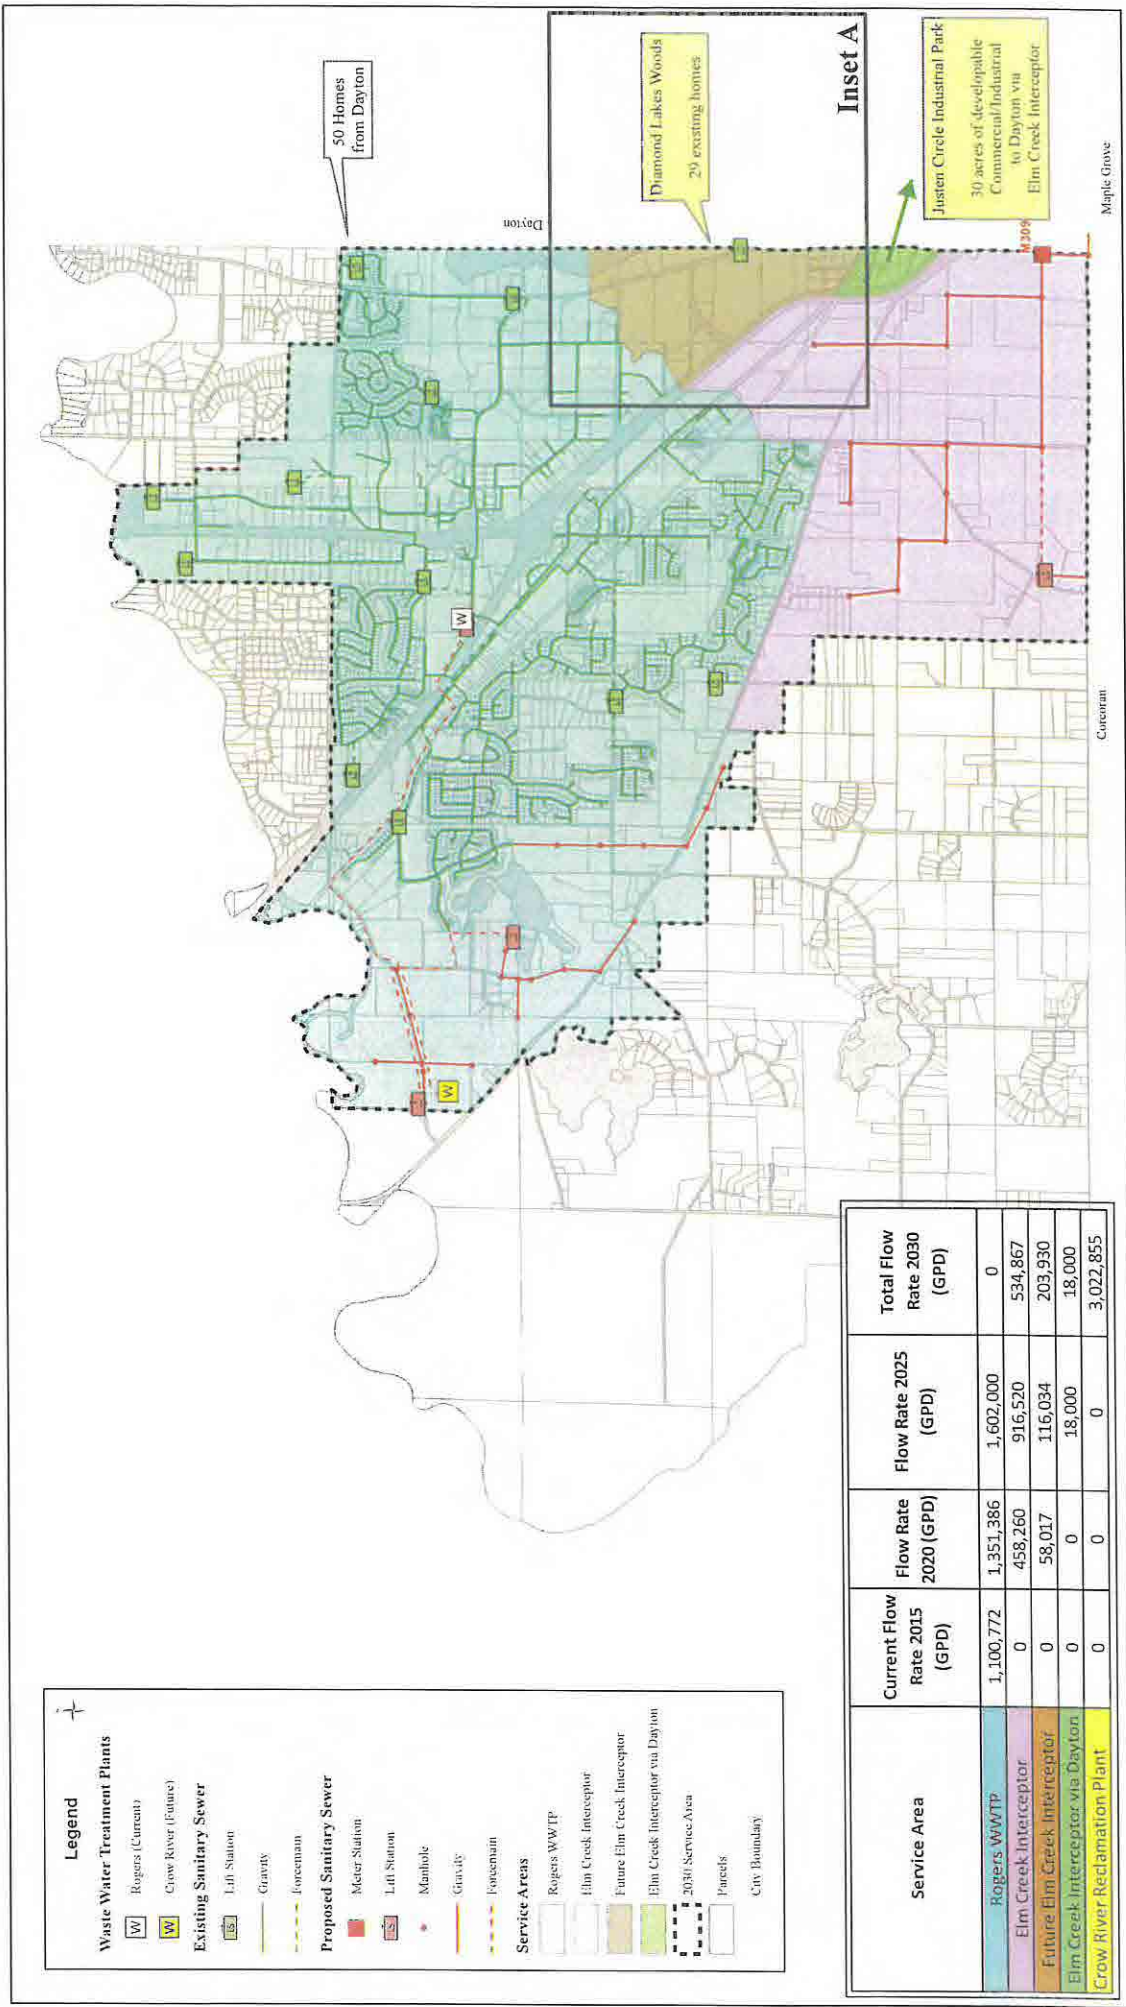 Legend
Waste Water Treatment Plants
W Rogers (Current)
W Crow River (Future)
Existing Sanitary Sewer
LS Lift Station
Gravity
Forcemain
Proposed Sanitary Sewer
Meter Station
LS Lift Station
Manhole
Gravity
Forcemain
Service Areas
Rogers WWTP
Elm Creek Interceptor
Future Elm Creek Interceptor
Elm Creek Interceptor via Dayton
2030 Service Area
Parcels
City Boundary
50 Homes
from Dayton
Dayton
Diamond Lakes Woods
29 existing homes
Inset A
Justen Circle Industrial Park
30 acres of developable
Commercial/Industrial
to Dayton via
Elm Creek Interceptor
M309
Maple Grove
Corcoran
W
W
Service Area	Current Flow Rate 2015 (GPD)	Flow Rate 2020 (GPD)	Flow Rate 2025 (GPD)	Total Flow Rate 2030 (GPD)
Rogers WWTP	1,100,772	1,351,386	1,602,000	0
Elm Creek Interceptor	0	458,260	916,520	534,867
Future Elm Creek Interceptor	0	58,017	116,034	203,930
Elm Creek Interceptor via Dayton	0	0	18,000	18,000
Crow River Reclamation Plant	0	0	0	3,022,855